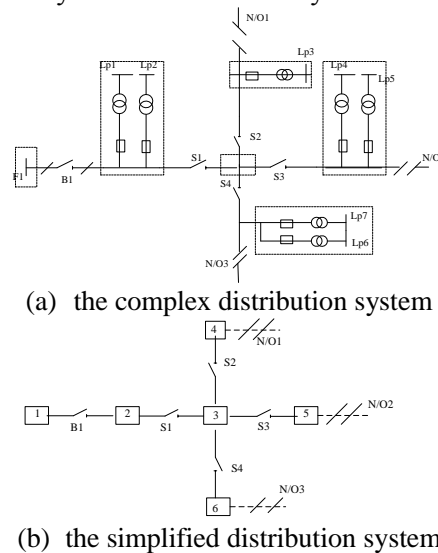 N/O1
Lp1 Lp2
Lp3
Lp4
Lp5
S2
F1
B1
S1
S3
N/O
S4
Lp7
Lp6
N/O3
(a) the complex distribution system
4
N/O1
S2
1
2
3
5
N/O2
B1
S1
S3
S4
N/O3
6
(b) the simplified distribution system